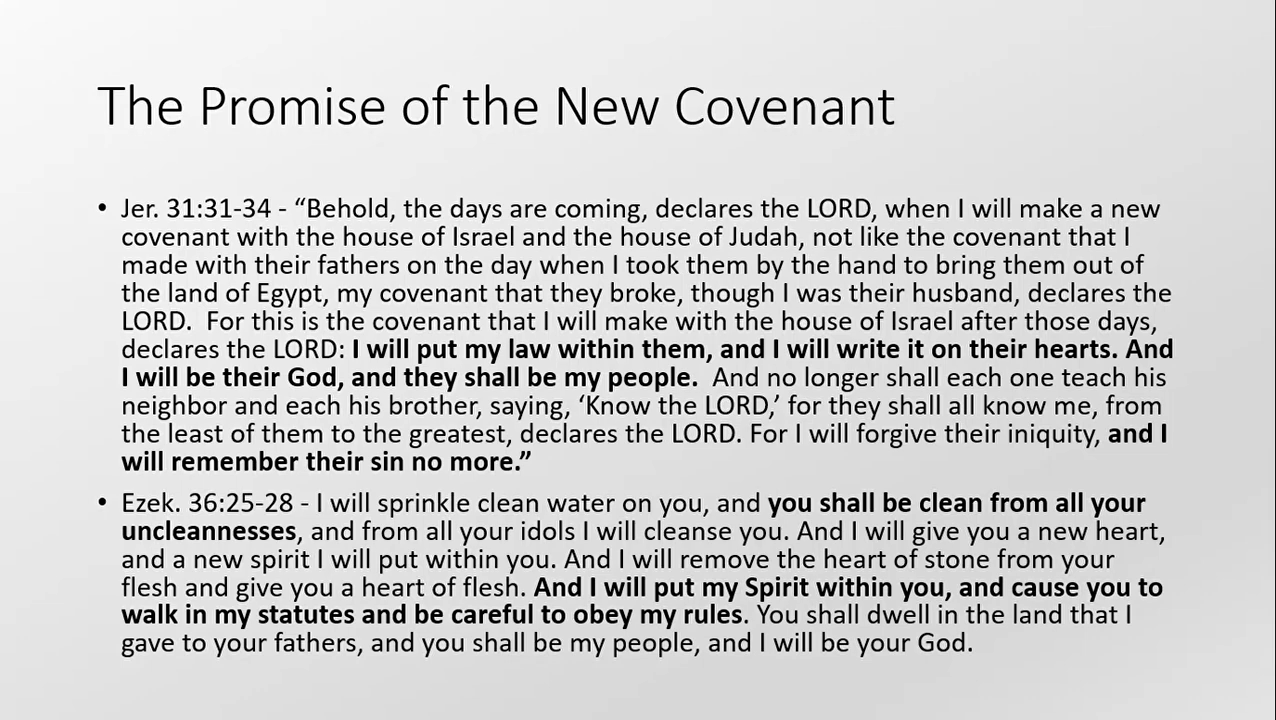 The Promise of the New Covenant
• Jer. 31:31-34 - “Behold, the days are coming, declares the LORD, when I will make a new
covenant with the house of Israel and the house of Judah, not like the covenant that I
made with their fathers on the day when I took them by the hand to bring them out of
the land of Egypt, my covenant that they broke, though I was their husband, declares the
LORD.  For this is the covenant that I will make with the house of Israel after those days,
declares the LORD: I will put my law within them, and I will write it on their hearts. And
I will be their God, and they shall be my people.  And no longer shall each one teach his
neighbor and each his brother, saying, ‘Know the LORD,’ for they shall all know me, from
the least of them to the greatest, declares the LORD. For I will forgive their iniquity, and I
will remember their sin no more.”
• Ezek. 36:25-28 - I will sprinkle clean water on you, and you shall be clean from all your
uncleannesses, and from all your idols I will cleanse you. And I will give you a new heart,
and a new spirit I will put within you. And I will remove the heart of stone from your
flesh and give you a heart of flesh. And I will put my Spirit within you, and cause you to
walk in my statutes and be careful to obey my rules. You shall dwell in the land that I
gave to your fathers, and you shall be my people, and I will be your God.